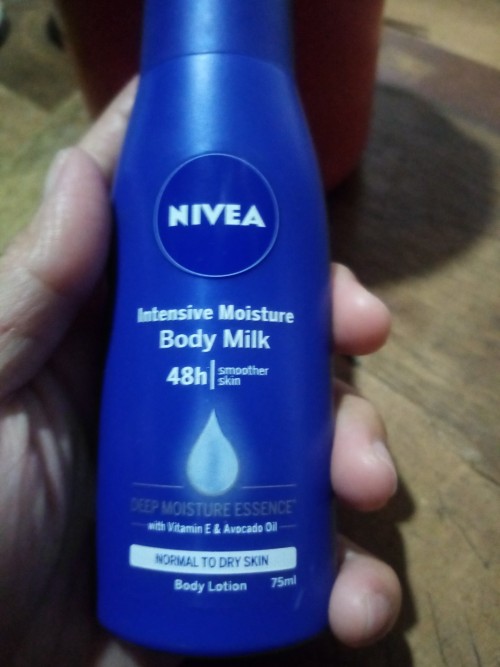 NIVEA
Intensive Moisture
Body Milk
48h smoother
skin
DEEP MOISTURE ESSENCE
with Vitamin E & Avocado Oil
NORMAL TO DRY SKIN
Body Lotion 75ml